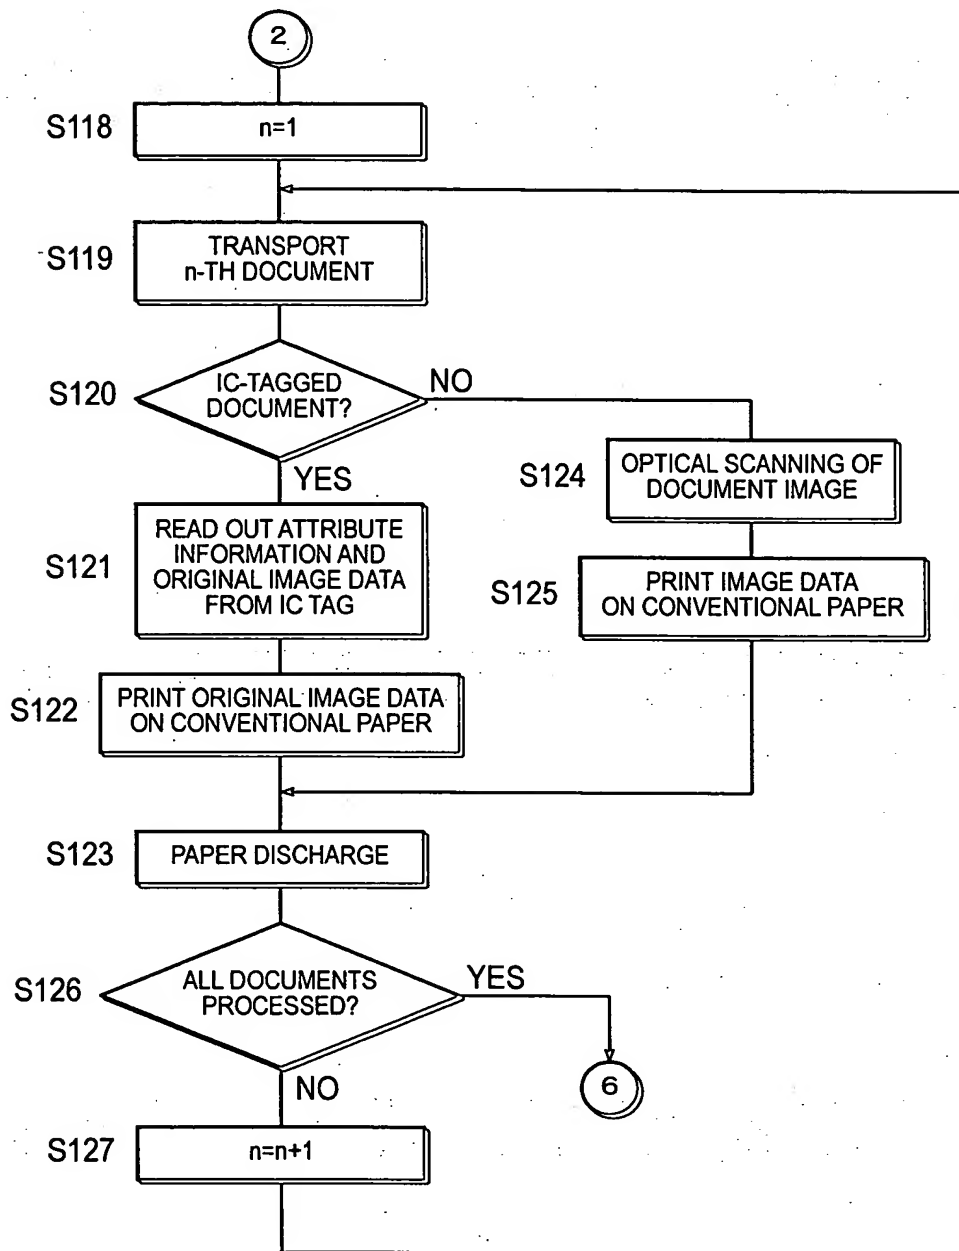 2
S118
n=1
S119
TRANSPORT
n-TH DOCUMENT
S120
IC-TAGGED
DOCUMENT?
NO
YES
S124
OPTICAL SCANNING OF
DOCUMENT IMAGE
S121
READ OUT ATTRIBUTE
INFORMATION AND
ORIGINAL IMAGE DATA
FROM IC TAG
S125
PRINT IMAGE DATA
ON CONVENTIONAL PAPER
S122
PRINT ORIGINAL IMAGE DATA
ON CONVENTIONAL PAPER
S123
PAPER DISCHARGE
S126
ALL DOCUMENTS
PROCESSED?
YES
6
NO
S127
n=n+1